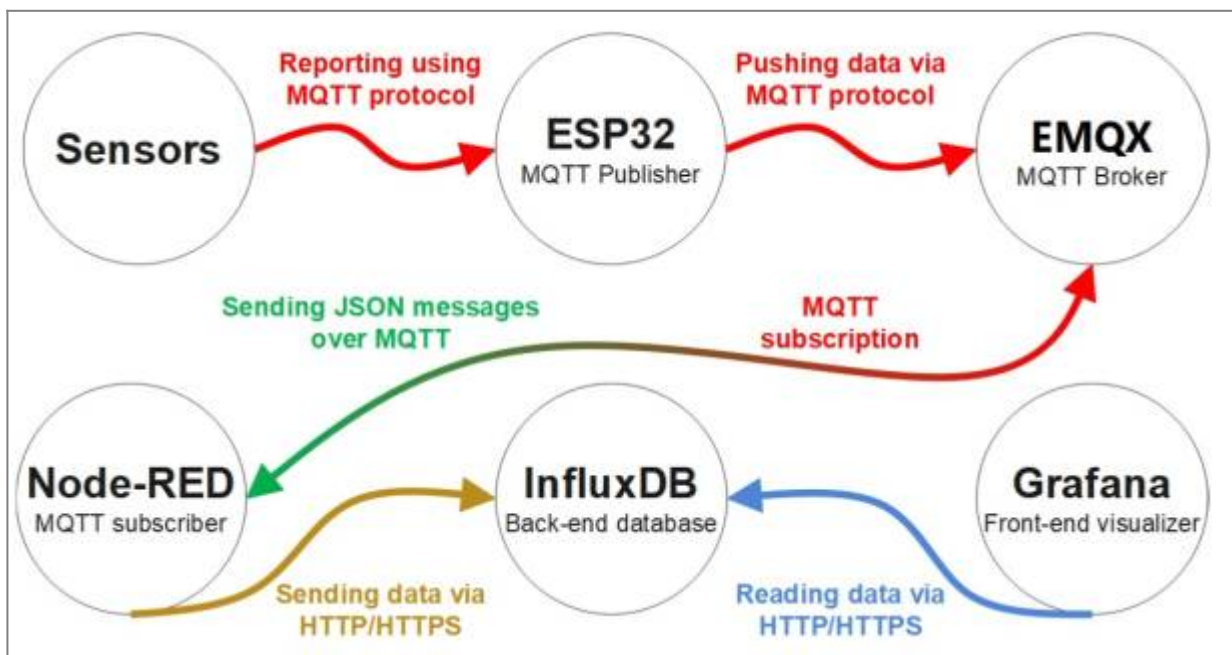 Reporting using
MQTT protocol
Pushing data via
MQTT protocol
Sensors
ESP32
MQTT Publisher
EMQX
MQTT Broker
Sending JSON messages
over MQTT
MQTT
subscription
Node-RED
MQTT subscriber
InfluxDB
Back-end database
Grafana
Front-end visualizer
Sending data via
HTTP/HTTPS
Reading data via
HTTP/HTTPS